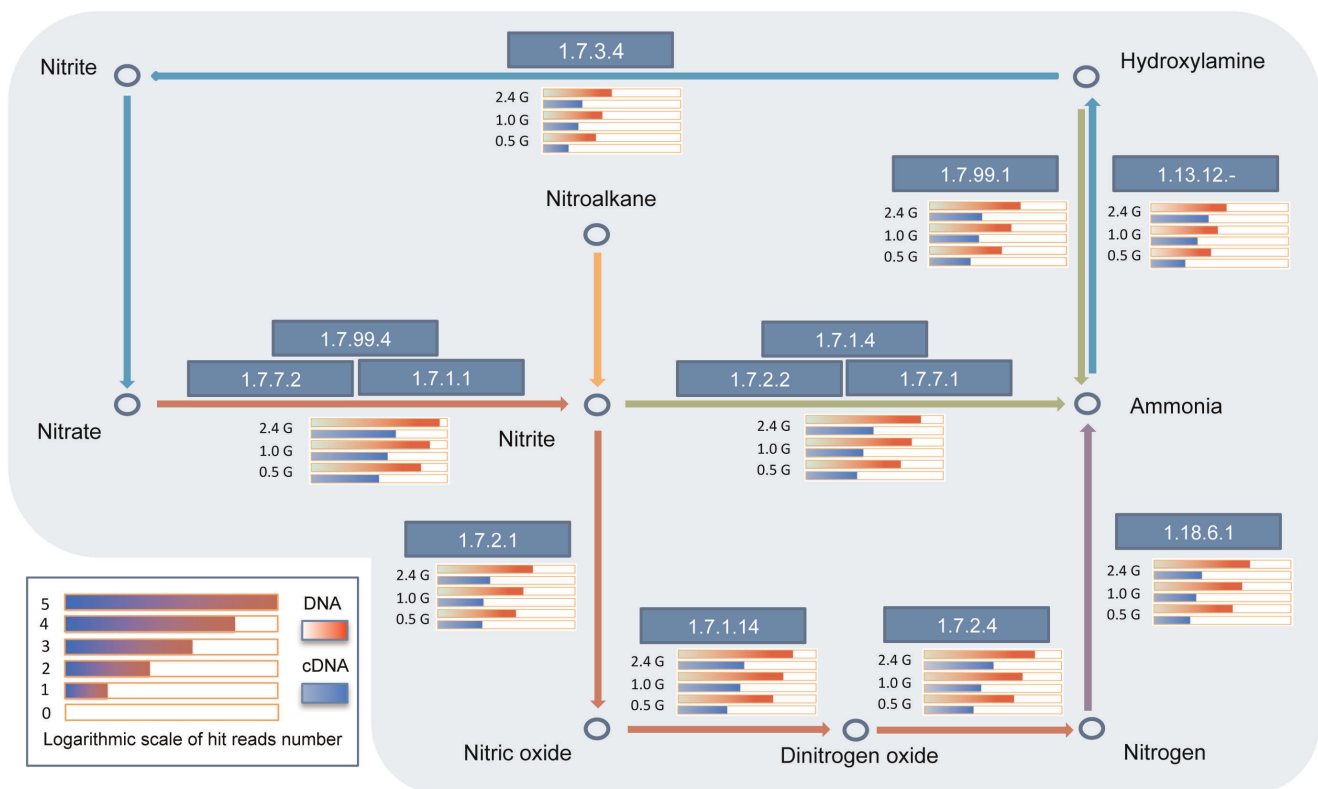 1.7.3.4
Nitrite
Hydroxylamine
2.4 G
1.0 G
0.5 G
1.7.99.1
1.13.12.-
Nitroalkane
2.4 G
1.0 G
0.5 G
2.4 G
1.0 G
0.5 G
1.7.99.4
1.7.7.2
1.7.1.1
1.7.1.4
1.7.2.2
1.7.7.1
Nitrate
2.4 G
1.0 G
0.5 G
Nitrite
2.4 G
1.0 G
0.5 G
Ammonia
1.7.2.1
2.4 G
1.0 G
0.5 G
1.18.6.1
2.4 G
1.0 G
0.5 G
1.7.1.14
2.4 G
1.0 G
0.5 G
1.7.2.4
2.4 G
1.0 G
0.5 G
Nitric oxide
Dinitrogen oxide
Nitrogen
5
4
3
2
1
0
DNA
cDNA
Logarithmic scale of hit reads number